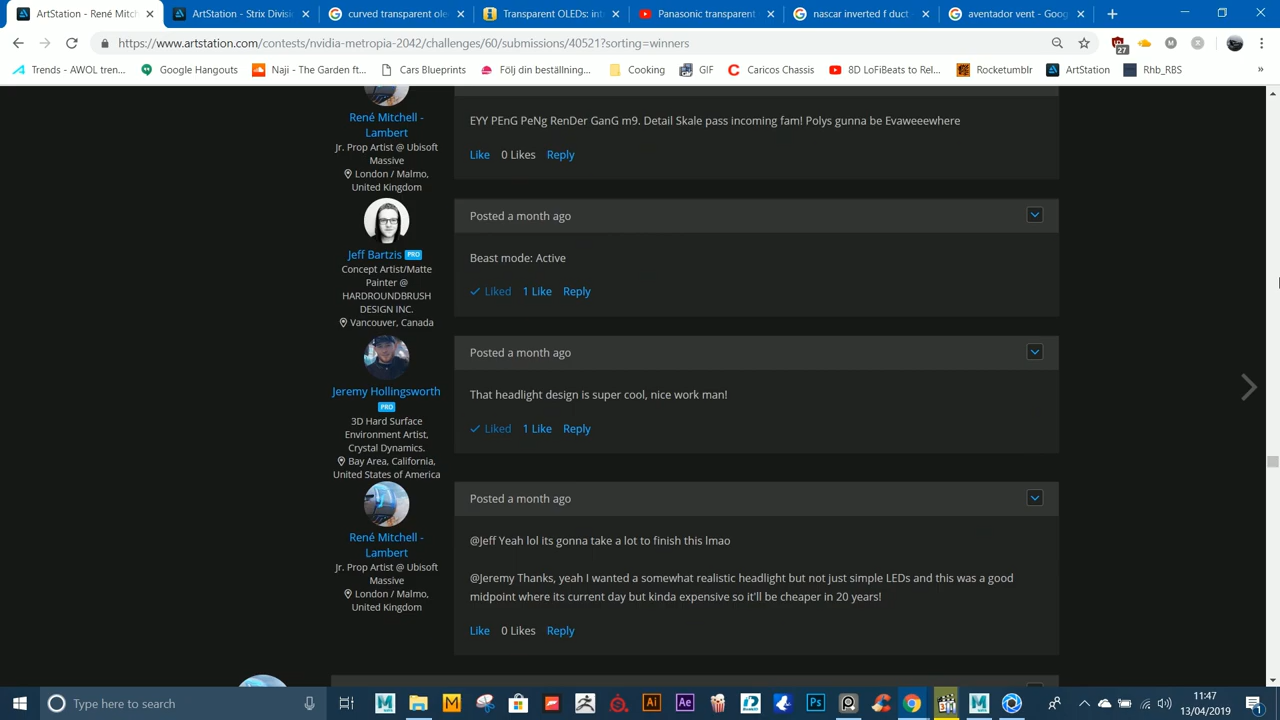 ArtStation - René Mitch
ArtStation - Strix Divisi
curved transparent ole
Transparent OLEDs: int
Panasonic transparent
nascar inverted f duct
aventador vent - Goog
https://www.artstation.com/contests/nvidia-metropia-2042/challenges/60/submissions/40521?sorting=winners
27
Trends - AWOL tren...
Google Hangouts
Naji - The Garden ft...
Cars Blueprints
Följ din beställning...
Cooking
GIF
Caricos Chassis
8D LoFiBeats to Rel...
Rocketumblr
ArtStation
Rhb_RBS
René Mitchell -
Lambert
Jr. Prop Artist @ Ubisoft
Massive
London / Malmo,
United Kingdom
EYY PEnG PeNg RenDer GanG m9. Detail Skale pass incoming fam! Polys gunna be Evaweeewhere
Like 0 Likes Reply
Jeff Bartzis PRO
Concept Artist/Matte
Painter @
HARDROUNDBRUSH
DESIGN INC.
Vancouver, Canada
Posted a month ago
Beast mode: Active
Liked 1 Like Reply
Jeremy Hollingsworth
PRO
3D Hard Surface
Environment Artist,
Crystal Dynamics.
Bay Area, California,
United States of America
Posted a month ago
That headlight design is super cool, nice work man!
Liked 1 Like Reply
René Mitchell -
Lambert
Jr. Prop Artist @ Ubisoft
Massive
London / Malmo,
United Kingdom
Posted a month ago
@Jeff Yeah lol its gonna take a lot to finish this lmao
@Jeremy Thanks, yeah I wanted a somewhat realistic headlight but not just simple LEDs and this was a good
midpoint where its current day but kinda expensive so it'll be cheaper in 20 years!
Like 0 Likes Reply
Type here to search
Ai
Ae
Ps
11:47
13/04/2019